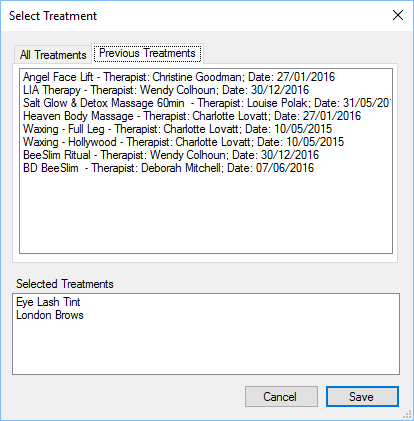 Select Treatment
All Treatments
Previous Treatments
Angel Face Lift - Therapist: Christine Goodman; Date: 27/01/2016
LIA Therapy - Therapist: Wendy Colhoun; Date: 30/12/2016
Salt Glow & Detox Massage 60min  - Therapist: Louise Polak; Date: 31/05/201
Heaven Body Massage - Therapist: Charlotte Lovatt; Date: 27/01/2016
Waxing - Full Leg - Therapist: Charlotte Lovatt; Date: 10/05/2015
Waxing - Hollywood - Therapist: Charlotte Lovatt; Date: 10/05/2015
BeeSlim Ritual - Therapist: Wendy Colhoun; Date: 30/12/2016
BD BeeSlim  - Therapist: Deborah Mitchell; Date: 07/06/2016
Selected Treatments
Eye Lash Tint
London Brows
Cancel
Save